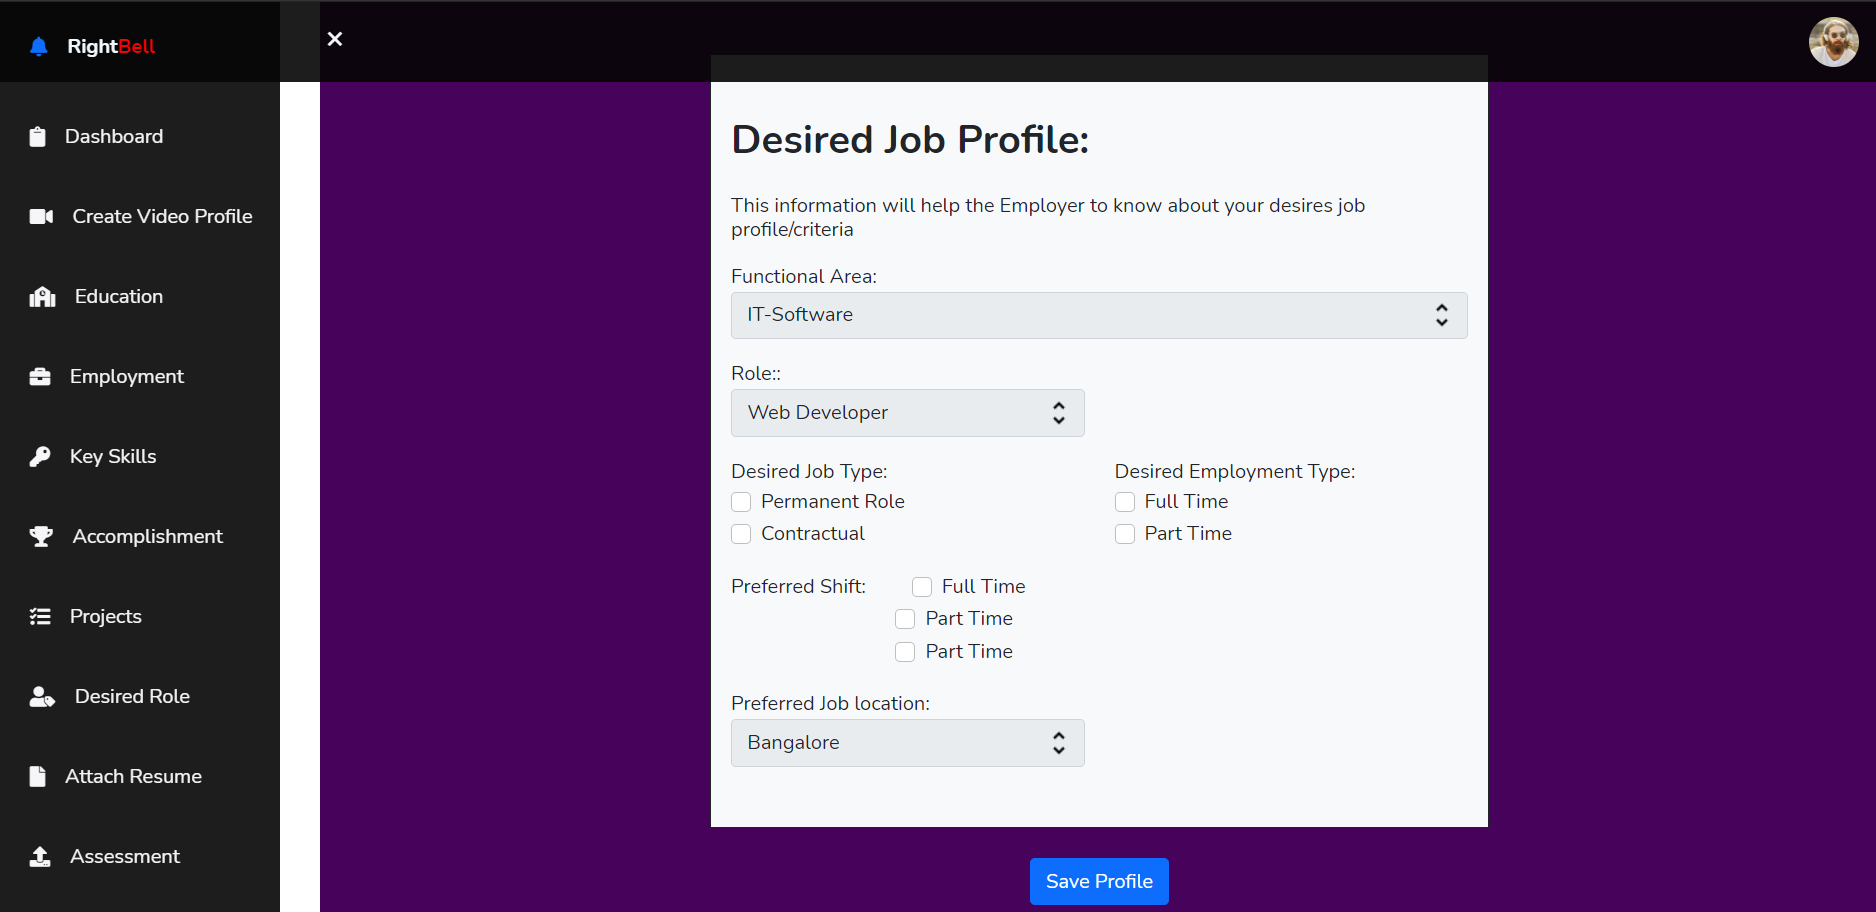 RightBell
Dashboard
Create Video Profile
Education
Employment
Key Skills
Accomplishment
Projects
Desired Role
Attach Resume
Assessment
Desired Job Profile:
This information will help the Employer to know about your desires job
profile/criteria
Functional Area:
IT-Software
Role::
Web Developer
Desired Job Type:
Permanent Role
Contractual
Desired Employment Type:
Full Time
Part Time
Preferred Shift:
Full Time
Part Time
Part Time
Preferred Job location:
Bangalore
Save Profile